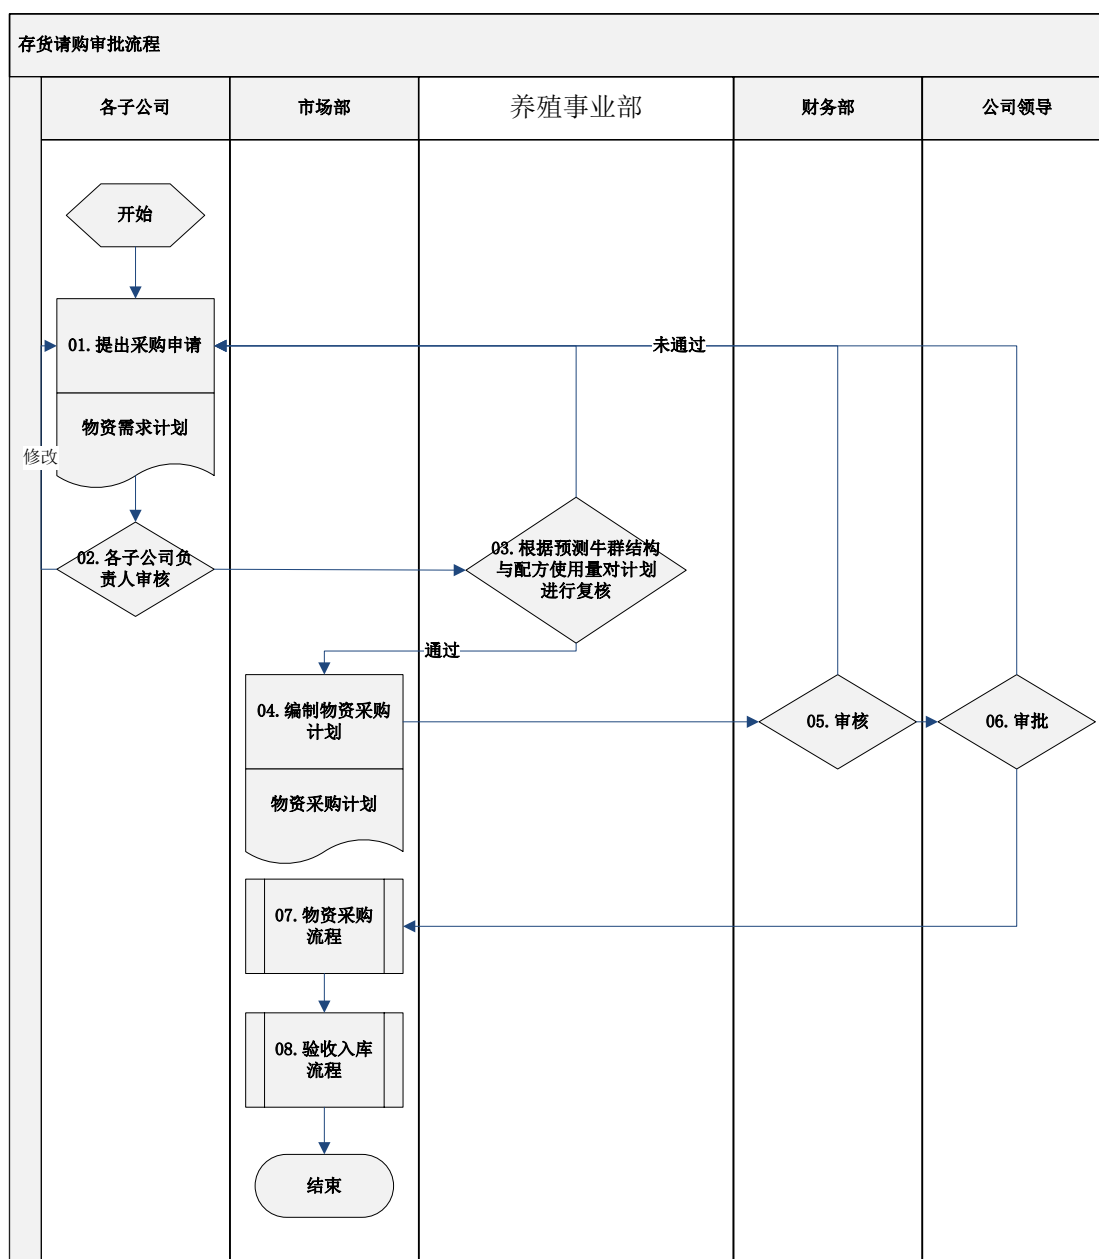 存货请购审批流程
各子公司
市场部
养殖事业部
财务部
公司领导
开始
01.提出采购申请
未通过
物资需求计划
修改
02.各子公司负
责人审核
03.根据预测牛群结构
与配方使用量对计划
进行复核
通过
04.编制物资采购
计划
05.审核
06.审批
物资采购计划
07.物资采购
流程
08.验收入库
流程
结束